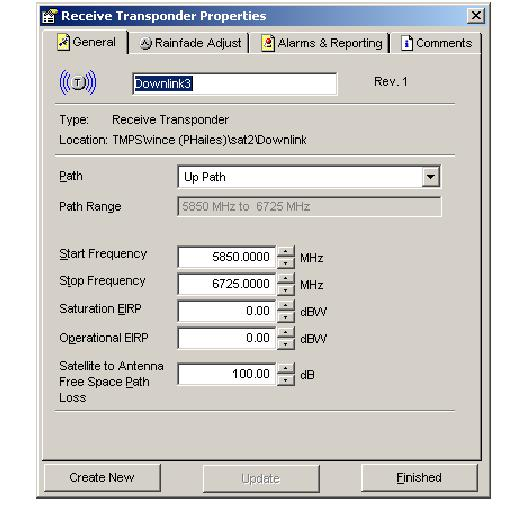 Receive Transponder Properties
General Rainfade Adjust Alarms & Reporting Comments
T Downlink3 Rev. 1
Type: Receive Transponder
Location: TMPS\vince (PHailes)\sat2\Downlink
Path Up Path
Path Range 5850 MHz to 6725 MHz
Start Frequency 5850.0000 MHz
Stop Frequency 6725.0000 MHz
Saturation EIRP 0.00 dBW
Operational EIRP 0.00 dBW
Satellite to Antenna
Free Space Path 100.00 dB
Loss
Create New Update Finished